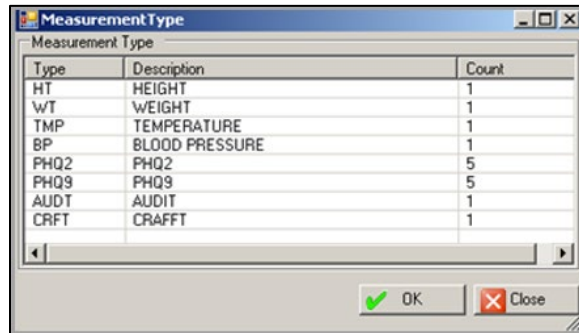 MeasurementType
Measurement Type
Type Description Count
HT HEIGHT 1
WT WEIGHT 1
TMP TEMPERATURE 1
BP BLOOD PRESSURE 1
PHQ2 PHQ2 5
PHQ9 PHQ9 5
AUDT AUDIT 1
CRFT CRAFFT 1
OK Close